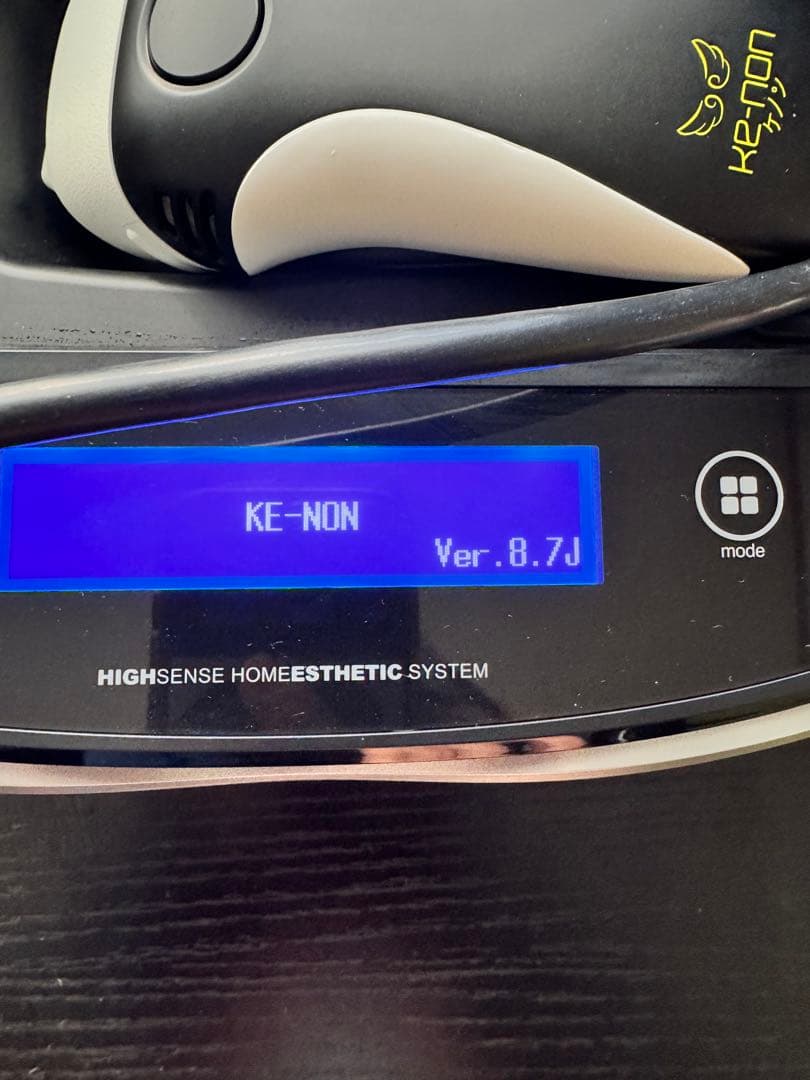 ke-non
ケノン
KE-NON
Ver.8.7J
mode
HIGHSENSE HOMEESTHETIC SYSTEM